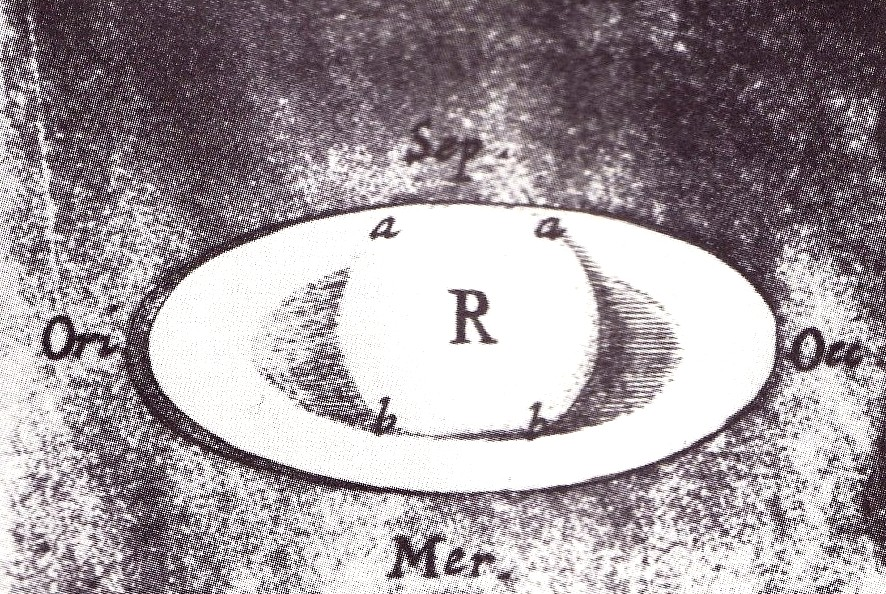 Sep.
a a
R
Ori. Occ.
b b
Mer.